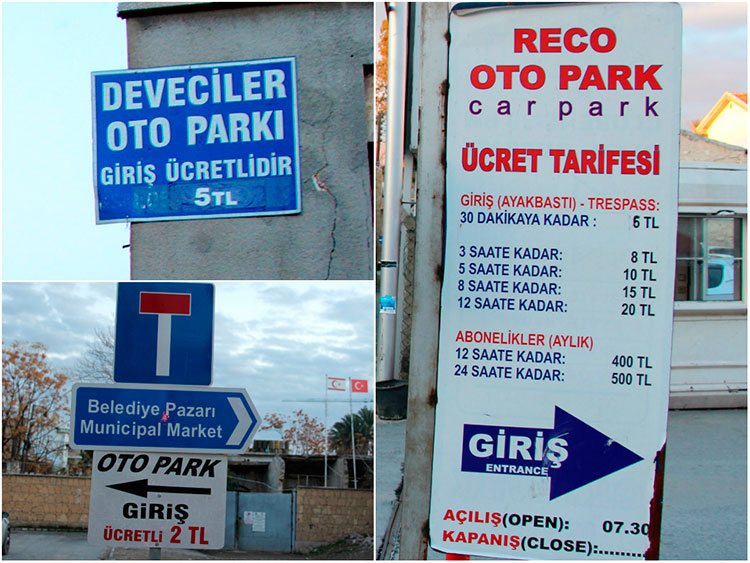 DEVECİLER
OTO PARKI
GİRİŞ ÜCRETLİDİR
5TL
Belediye Pazarı
Municipal Market
OTO PARK
GİRİŞ
ÜCRETLİ 2 TL
RECO
OTO PARK
car park
ÜCRET TARİFESİ
GİRİŞ (AYAKBASTI) - TRESPASS:
30 DAKİKAYA KADAR : 6 TL
3 SAATE KADAR: 8 TL
5 SAATE KADAR: 10 TL
8 SAATE KADAR: 15 TL
12 SAATE KADAR: 20 TL
ABONELİKLER (AYLIK)
12 SAATE KADAR: 400 TL
24 SAATE KADAR: 500 TL
GİRİŞ
ENTRANCE
AÇILIŞ(OPEN): 07.30
KAPANIŞ(CLOSE):.........